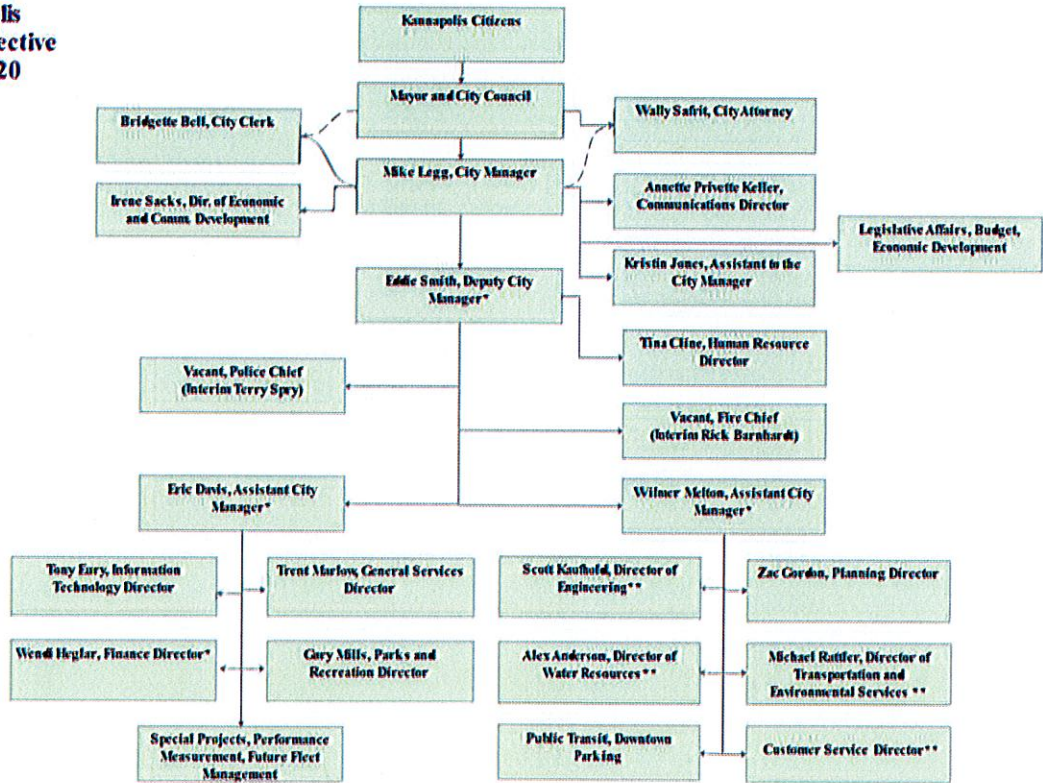 lis
ective
20
Kannapolis Citizens
Mayor and City Council
Bridgette Bell, City Clerk
Wally Safrit, City Attorney
Mike Legg, City Manager
Irene Sacks, Dir. of Economic
and Comm. Development
Annette Privette Keller,
Communications Director
Legislative Affairs, Budget,
Economic Development
Kristin Jones, Assistant to the
City Manager
Eddie Smith, Deputy City
Manager*
Tina Cline, Human Resource
Director
Vacant, Police Chief
(Interim Terry Spry)
Vacant, Fire Chief
(Interim Rick Barnhardt)
Eric Davis, Assistant City
Manager*
Wilmer Melton, Assistant City
Manager*
Tony Eury, Information
Technology Director
Trent Marlow, General Services
Director
Scott Kaufhold, Director of
Engineering**
Zac Gordon, Planning Director
Wendi Heglar, Finance Director*
Gary Mills, Parks and
Recreation Director
Alex Anderson, Director of
Water Resources**
Michael Rattler, Director of
Transportation and
Environmental Services **
Special Projects, Performance
Measurement, Future Fleet
Management
Public Transit, Downtown
Parking
Customer Service Director**